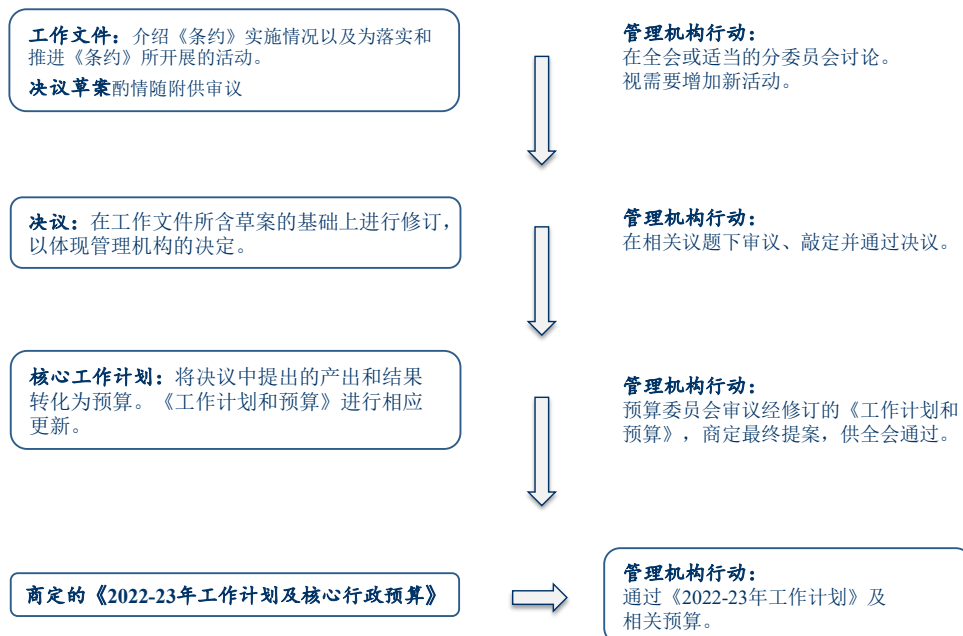 工作文件：介绍《条约》实施情况以及为落实和
推进《条约》所开展的活动。
决议草案酌情随附供审议
管理机构行动：
在全会或适当的分委员会讨论。
视需要增加新活动。
决议：在工作文件所含草案的基础上进行修订，
以体现管理机构的决定。
管理机构行动：
在相关议题下审议、敲定并通过决议。
核心工作计划：将决议中提出的产出和结果
转化为预算。《工作计划和预算》进行相应
更新。
管理机构行动：
预算委员会审议经修订的《工作计划和
预算》，商定最终提案，供全会通过。
商定的《2022-23年工作计划及核心行政预算》
管理机构行动：
通过《2022-23年工作计划》及
相关预算。